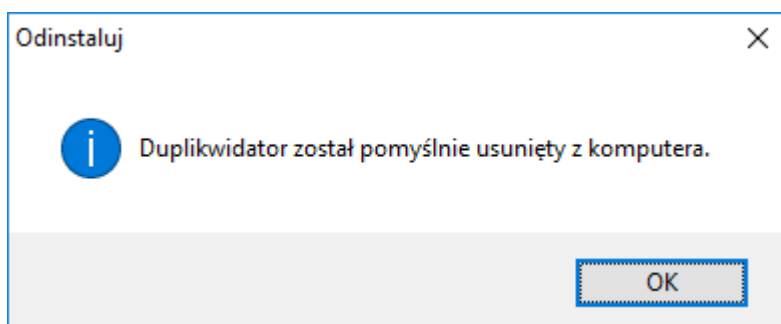 Odinstaluj
Duplikwidator został pomyślnie usunięty z komputera.
OK